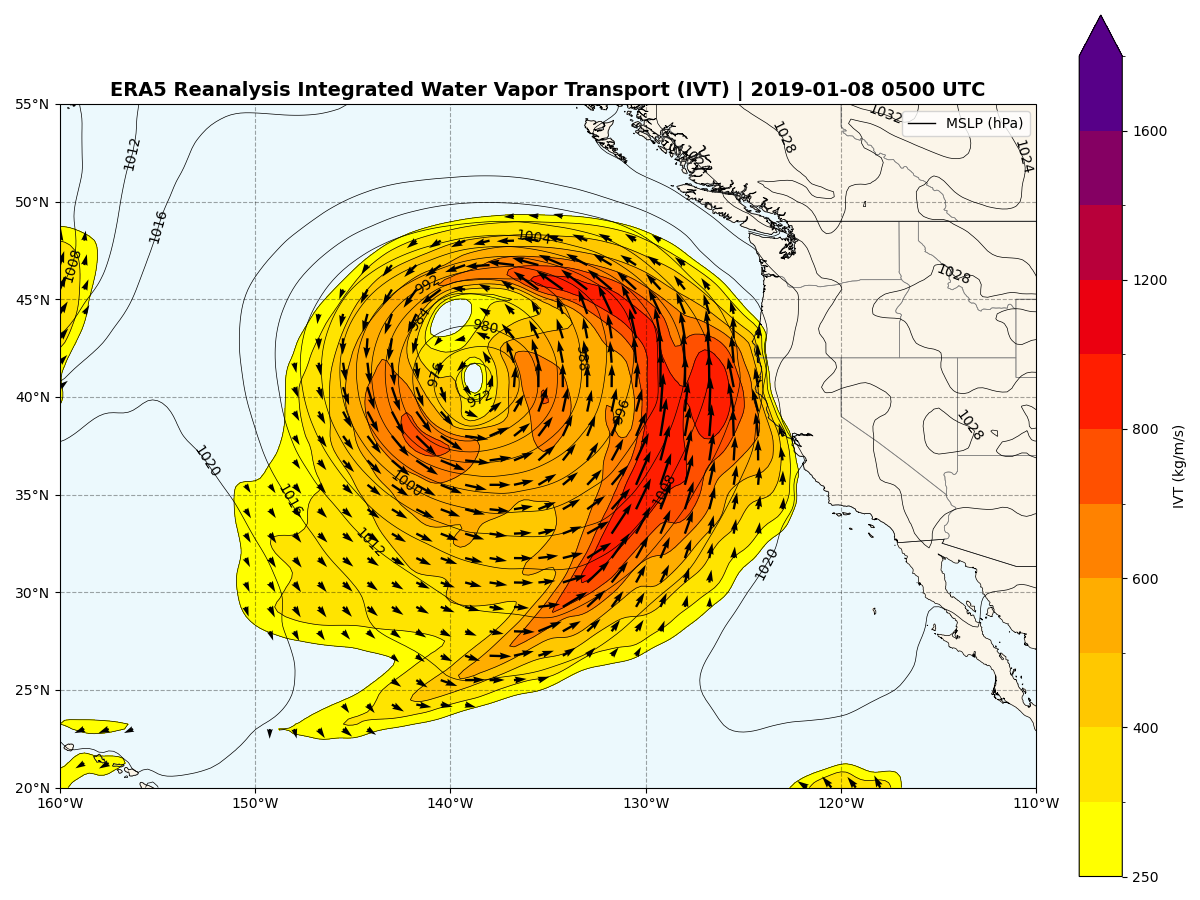 ERA5 Reanalysis Integrated Water Vapor Transport (IVT) | 2019-01-08 0500 UTC
MSLP (hPa)
55°N
50°N
45°N
40°N
35°N
30°N
25°N
20°N
160°W
150°W
140°W
130°W
120°W
110°W
1012
1016
1008
1020
1016
1012
1000
1004
992
984
980
976
972
988
996
1008
1020
1028
1032
1024
1028
1028
1600
1200
800
600
400
250
IVT (kg/m/s)